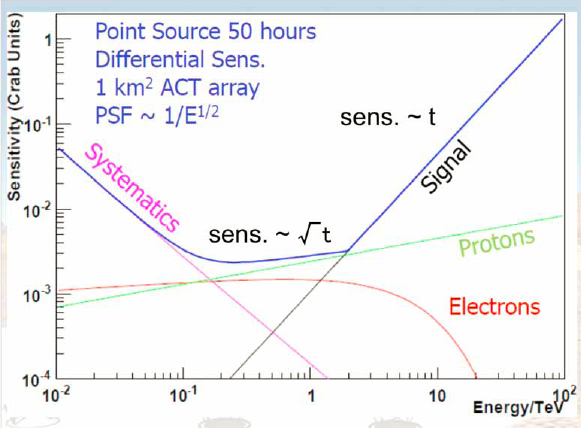 Point Source 50 hours
Differential Sens.
1 km² ACT array
PSF ~ 1/E^1/2
sens. ~ t
Signal
Systematics
sens. ~ √t
Protons
Electrons
Sensitivity (Crab Units)
1
10^-1
10^-2
10^-3
10^-4
10^-2
10^-1
1
10
10^2
Energy/TeV